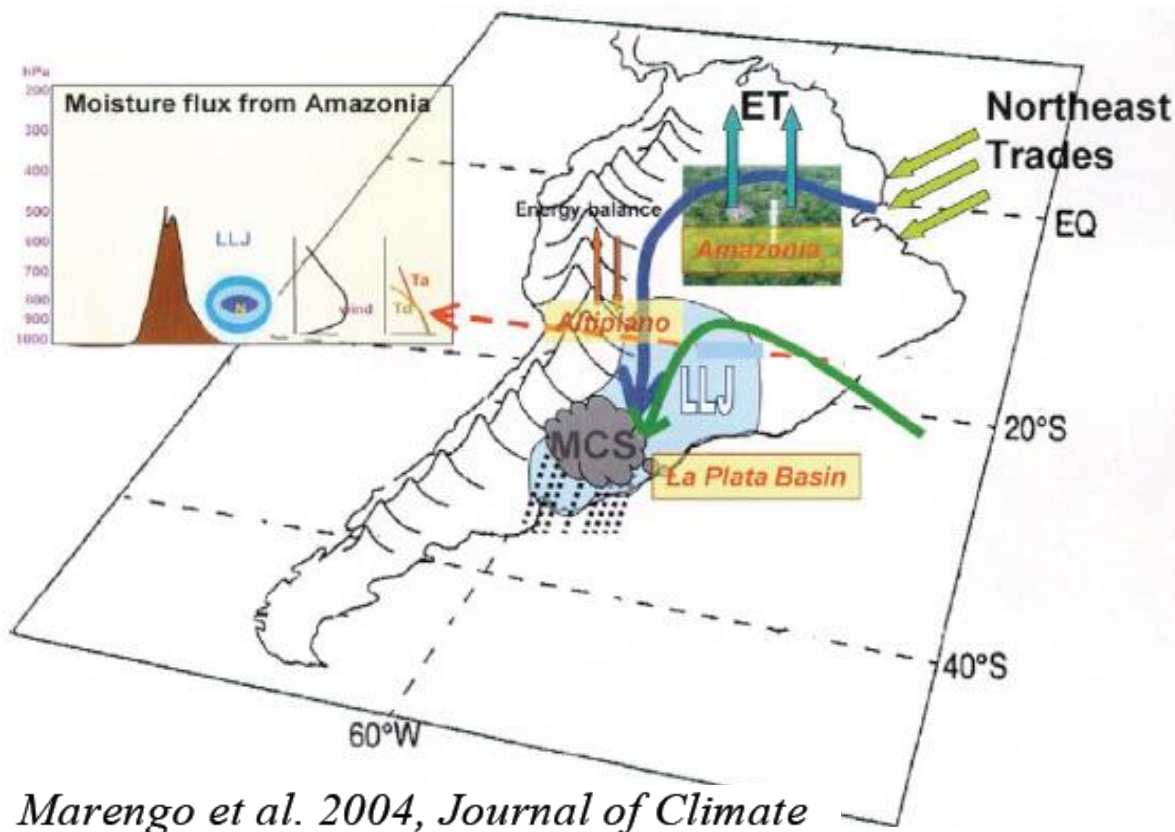 hPa
200
300
400
500
600
700
800
900
1000
Moisture flux from Amazonia
LLJ
N
wind
Ta
Td
ET
Northeast
Trades
EQ
Energy balance
Amazonia
Altiplano
LLJ
MCS
La Plata Basin
20°S
40°S
60°W
Marengo et al. 2004, Journal of Climate